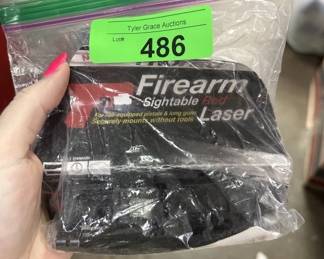 Tyler Grace Auctions
Lot#
486
Firearm
Sightable Red
Laser
For rail-equipped pistols & long guns
Securely mounts without tools